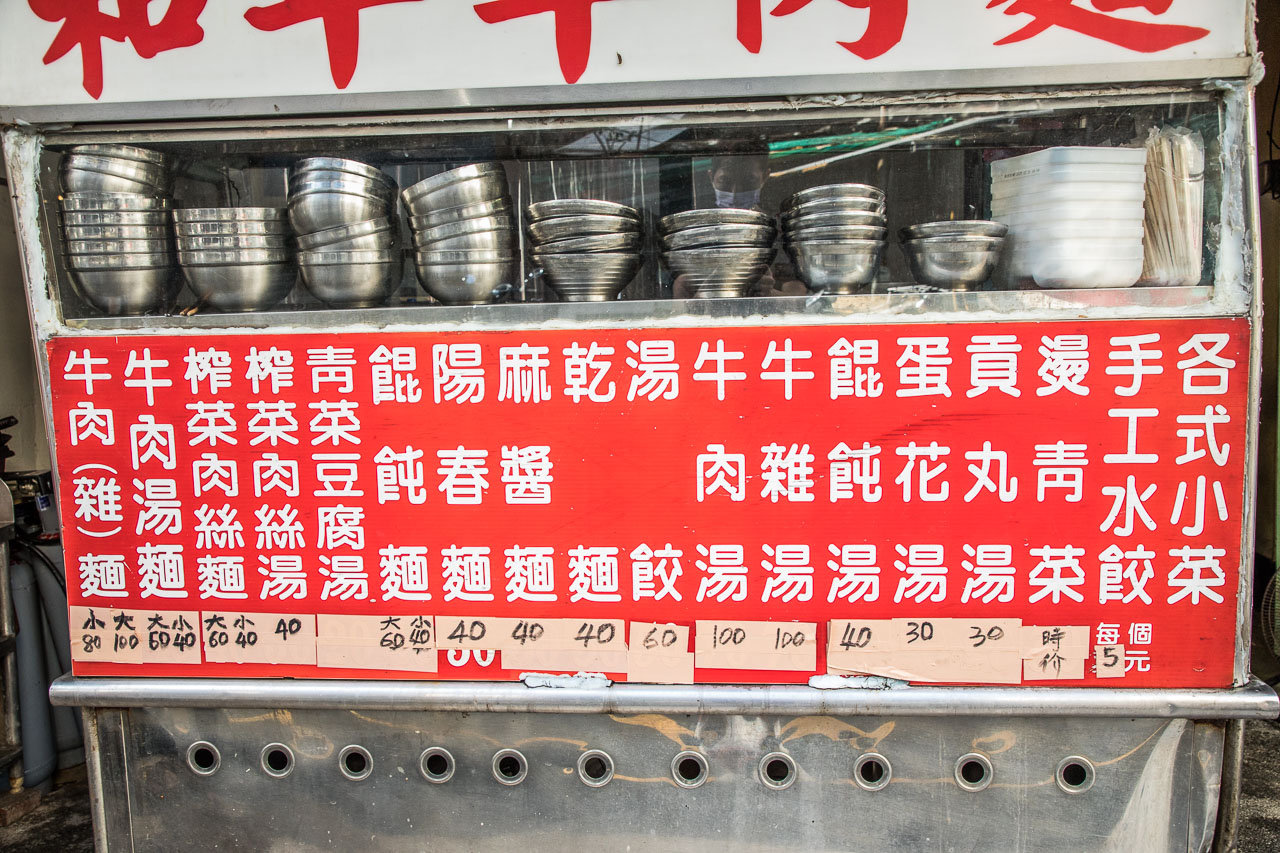 牛肉麵
牛肉(雜)麵
牛肉湯麵
榨菜肉絲麵
榨菜肉絲湯
青菜豆腐湯
餛飩麵
陽春麵
麻醬麵
乾麵
湯餃
牛肉湯
牛雜湯
餛飩湯
蛋花湯
貢丸湯
燙青菜
手工水餃
各式小菜
小80 大100
大60 小40
大60 小40
40
大60 小40
40
40
40
60
100
100
40
30
30
時价
每個
5元